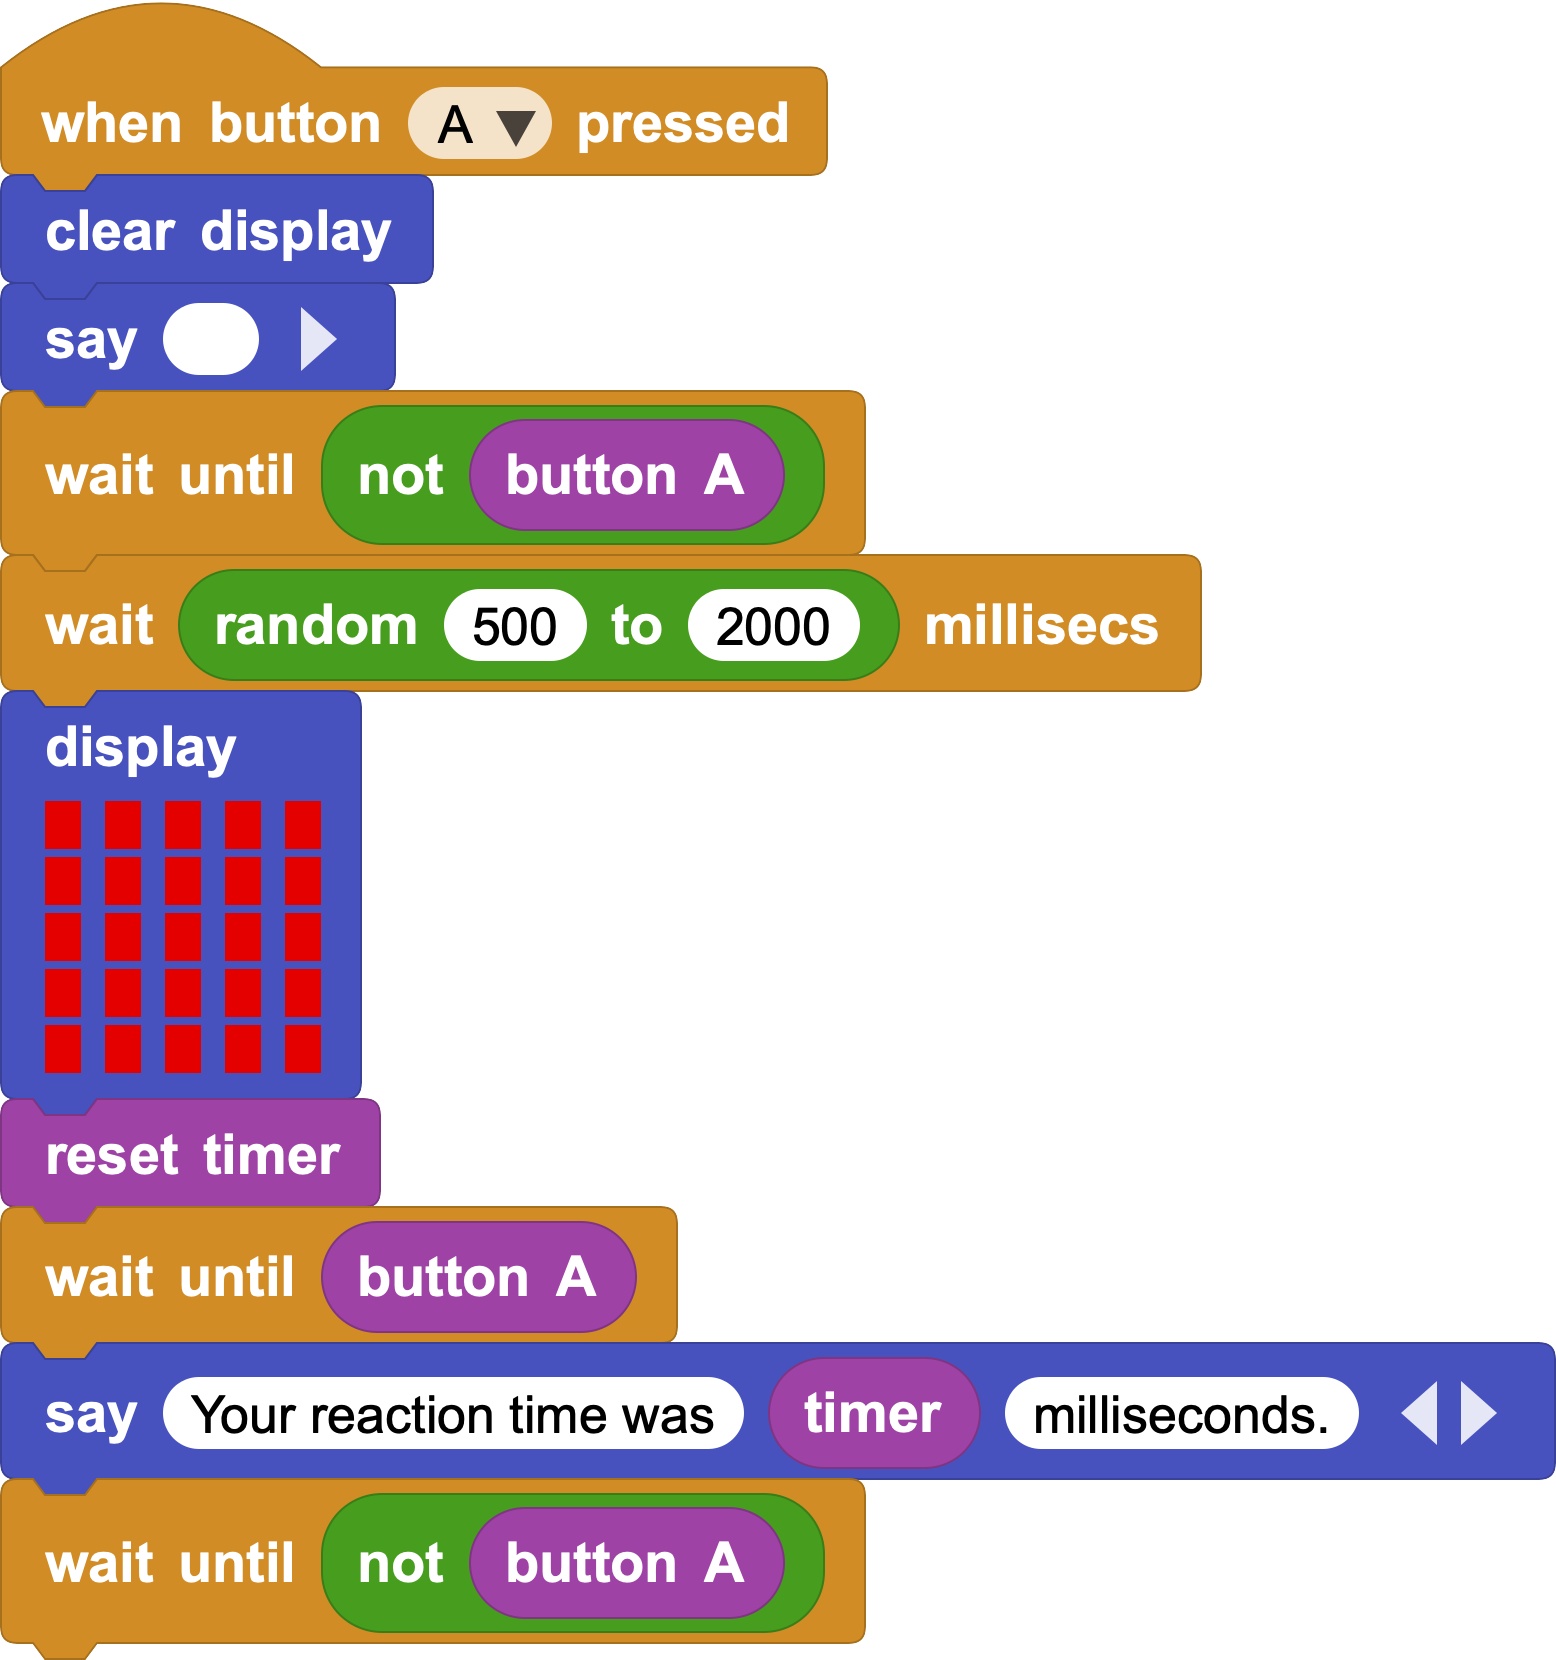 when button A pressed
clear display
say
wait until not button A
wait random 500 to 2000 millisecs
display
reset timer
wait until button A
say Your reaction time was timer milliseconds.
wait until not button A